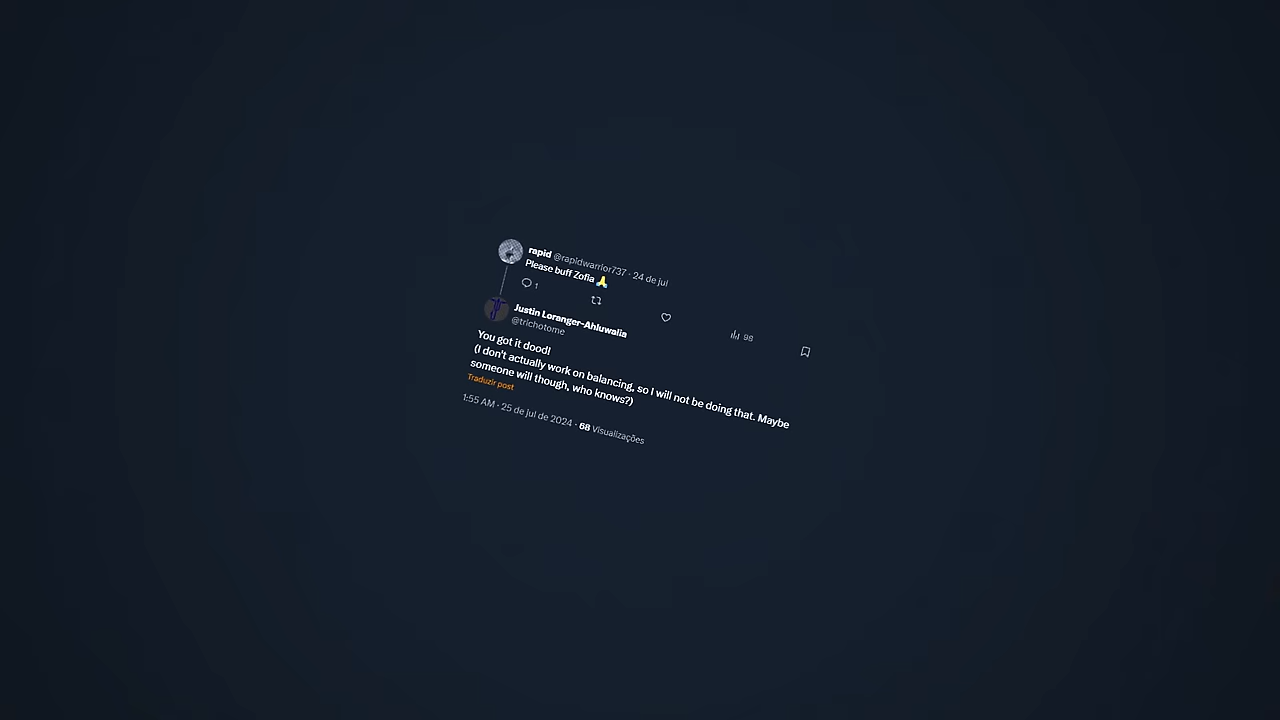 rapid @rapidwarrior737 · 24 de jul
Please buff Zofia 🙏
1
98
Justin Loranger-Ahluwalia
@trichotome
You got it dood!
(I don't actually work on balancing, so I will not be doing that. Maybe
someone will though, who knows?)
Traduzir post
1:55 AM · 25 de jul de 2024 · 68 Visualizações